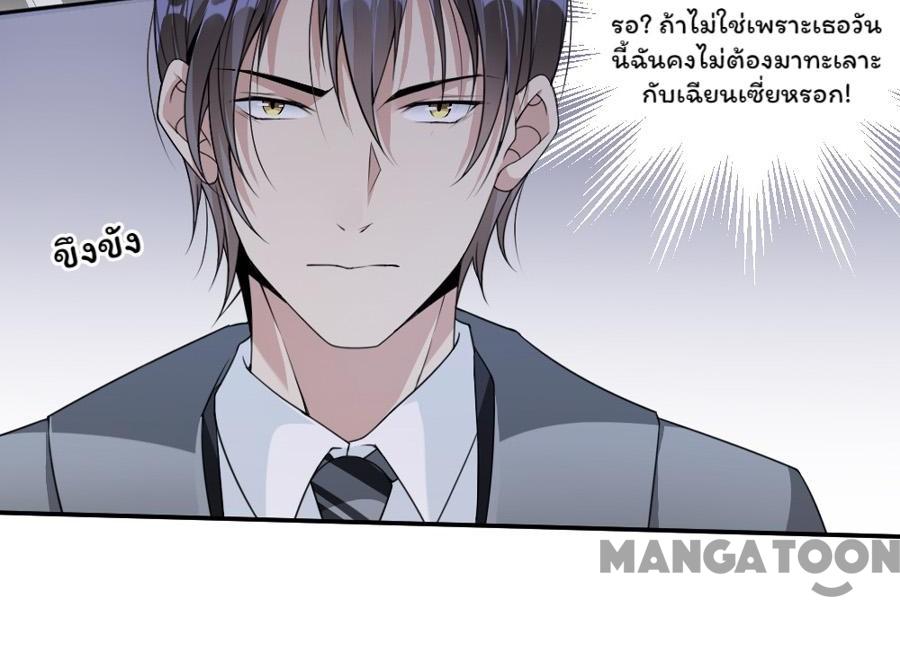 รอ? ถ้าไม่ใช่เพราะเธอวัน
นี้ฉันคงไม่ต้องมาทะเลาะ
กับเฉียนเซี่ยหรอก!
ขึงขัง
MANGATOON